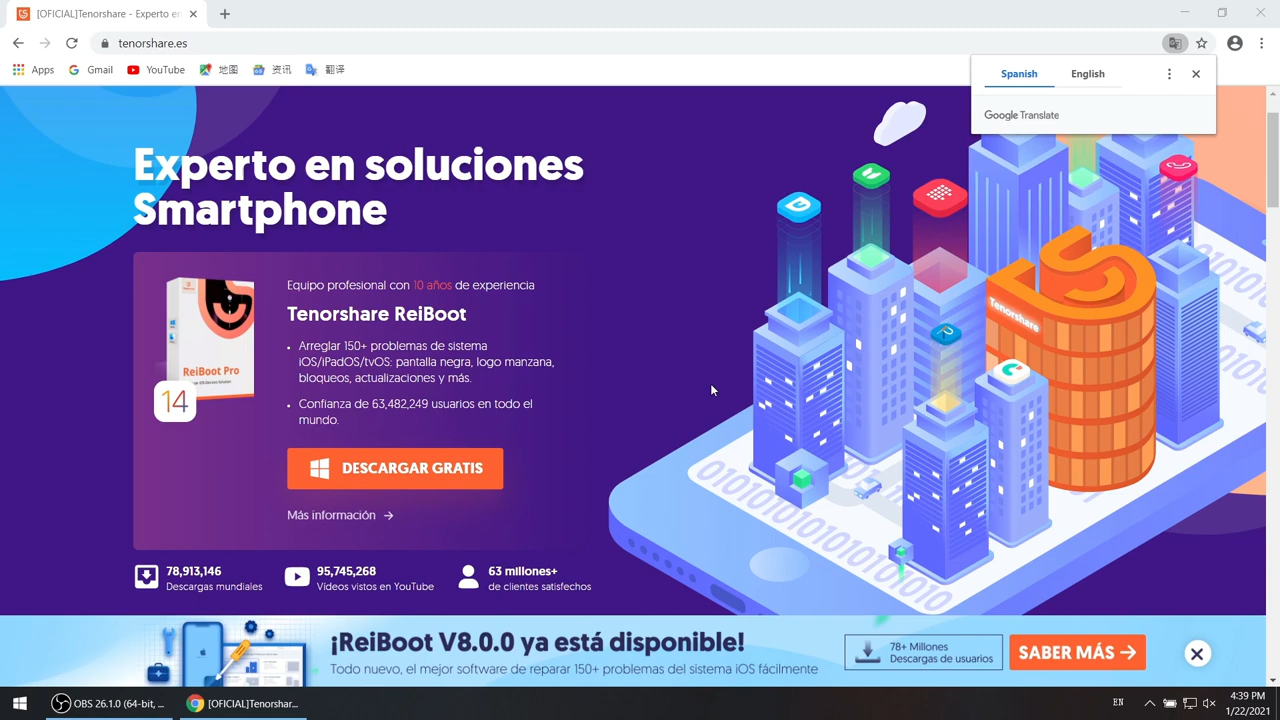 [OFICIAL]Tenorshare - Experto en
tenorshare.es
Apps
Gmail
YouTube
地图
资讯
翻译
Spanish
English
Google Translate
Experto en soluciones
Smartphone
Equipo profesional con 10 años de experiencia
Tenorshare ReiBoot
• Arreglar 150+ problemas de sistema
iOS/iPadOS/tvOS: pantalla negra, logo manzana,
bloqueos, actualizaciones y más.
• Confianza de 63,482,249 usuarios en todo el
mundo.
ReiBoot Pro
14
DESCARGAR GRATIS
Más información →
78,913,146
Descargas mundiales
95,745,268
Vídeos vistos en YouTube
63 millones+
de clientes satisfechos
Tenorshare
¡ReiBoot V8.0.0 ya está disponible!
Todo nuevo, el mejor software de reparar 150+ problemas del sistema iOS fácilmente
78+ Millones
Descargas de usuarios
SABER MÁS →
OBS 26.1.0 (64-bit, ...
[OFICIAL]Tenorshar...
EN
4:39 PM
1/22/2021